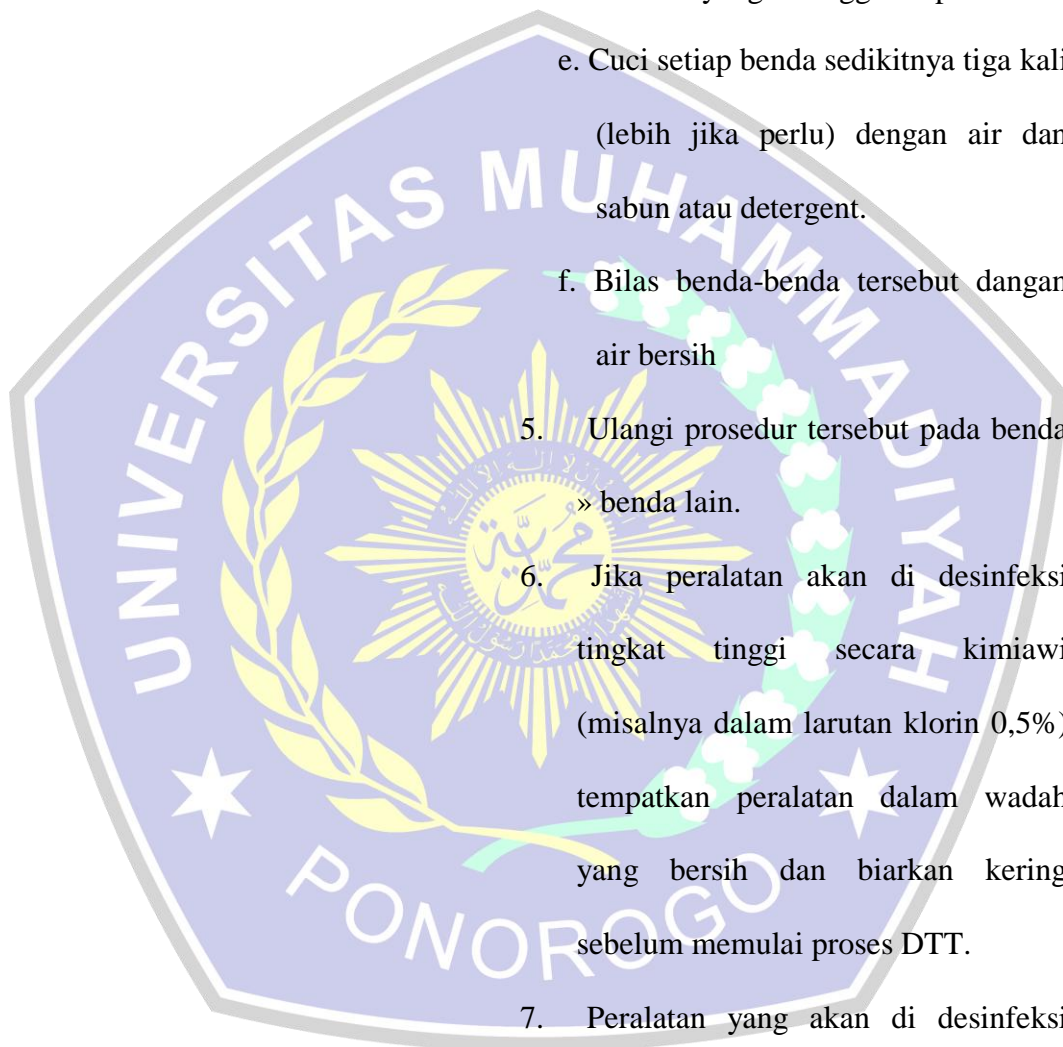 e. Cuci setiap benda sedikitnya tiga kali
(lebih jika perlu) dengan air dan
sabun atau detergent.
f. Bilas benda-benda tersebut dangan
air bersih
5. Ulangi prosedur tersebut pada benda
» benda lain.
6. Jika peralatan akan di desinfeksi
tingkat tinggi secara kimiawi
(misalnya dalam larutan klorin 0,5%)
tempatkan peralatan dalam wadah
yang bersih dan biarkan kering
sebelum memulai proses DTT.
7. Peralatan yang akan di desinfeksi
UNIVERSITAS MUHAMMADIYAH
PONOROGO
محمدية